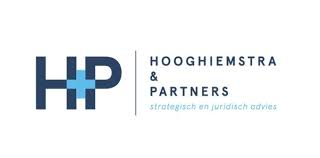 H+P
HOOGHIEMSTRA
&
PARTNERS
strategisch en juridisch advies